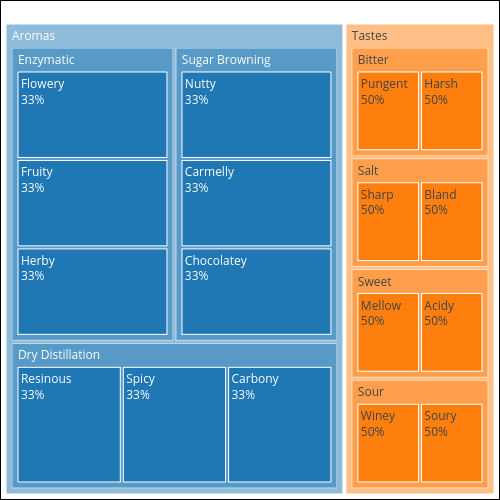 Aromas
Enzymatic
Flowery
33%
Fruity
33%
Herby
33%
Sugar Browning
Nutty
33%
Carmelly
33%
Chocolatey
33%
Dry Distillation
Resinous
33%
Spicy
33%
Carbony
33%
Tastes
Bitter
Pungent
50%
Harsh
50%
Salt
Sharp
50%
Bland
50%
Sweet
Mellow
50%
Acidy
50%
Sour
Winey
50%
Soury
50%